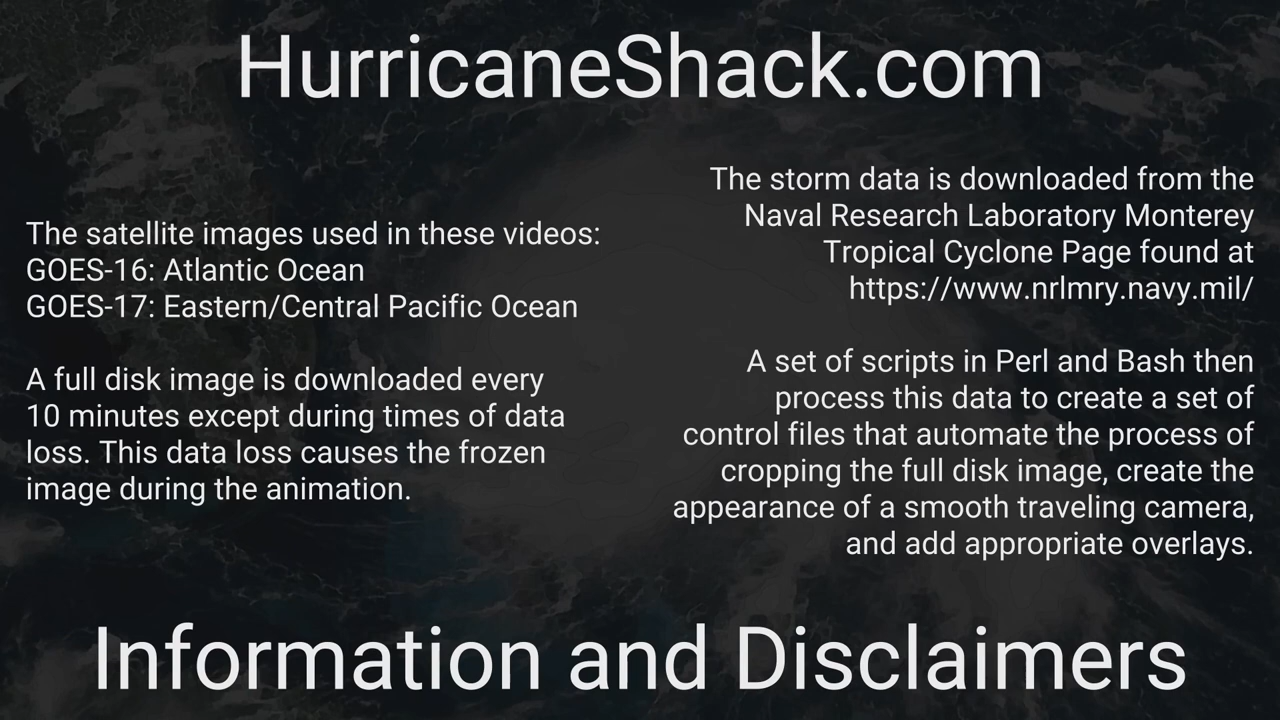 HurricaneShack.com
The satellite images used in these videos:
GOES-16: Atlantic Ocean
GOES-17: Eastern/Central Pacific Ocean
A full disk image is downloaded every
10 minutes except during times of data
loss. This data loss causes the frozen
image during the animation.
The storm data is downloaded from the
Naval Research Laboratory Monterey
Tropical Cyclone Page found at
https://www.nrlmry.navy.mil/
A set of scripts in Perl and Bash then
process this data to create a set of
control files that automate the process of
cropping the full disk image, create the
appearance of a smooth traveling camera,
and add appropriate overlays.
Information and Disclaimers